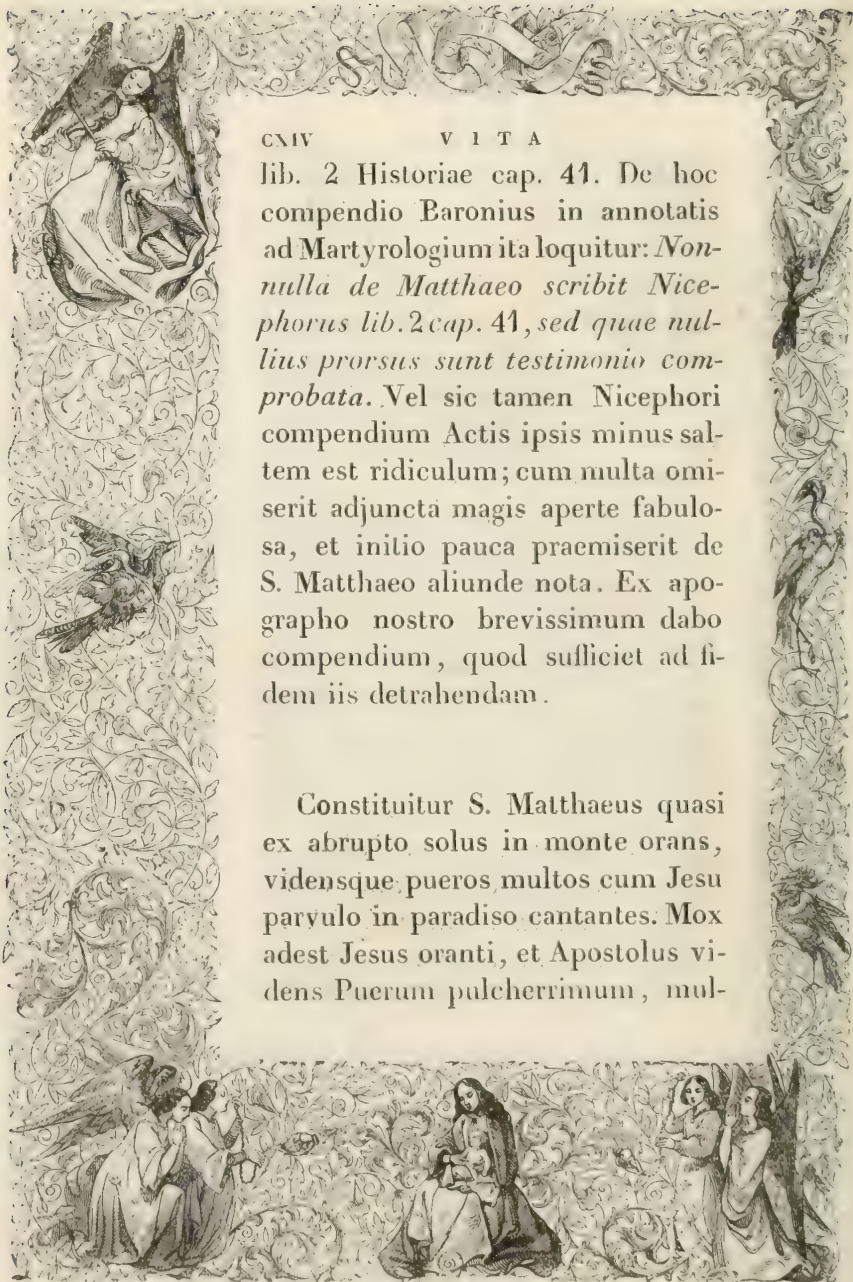 CXIV VITA
lib. 2 Historiae cap. 41. De hoc
compendio Baronius in annotatis
ad Martyrologium ita loquitur: Non-
nulla de Matthaeo scribit Nice-
phorus lib. 2 cap. 41, sed quae nul-
lius prorsus sunt testimonio com-
probata. Vel sic tamen Nicephori
compendium Actis ipsis minus sal-
tem est ridiculum; cum multa omi-
serit adjuncta magis aperte fabulo-
sa, et initio pauca praemiserit de
S. Matthaeo aliunde nota. Ex apo-
grapho nostro brevissimum dabo
compendium, quod sufficiet ad fi-
dem iis detrahendam.
Constituitur S. Matthaeus quasi
ex abrupto solus in monte orans,
vidensque pueros multos cum Jesu
parvulo in paradiso cantantes. Mox
adest Jesus oranti, et Apostolus vi-
dens Puerum pulcherrimum, mul-